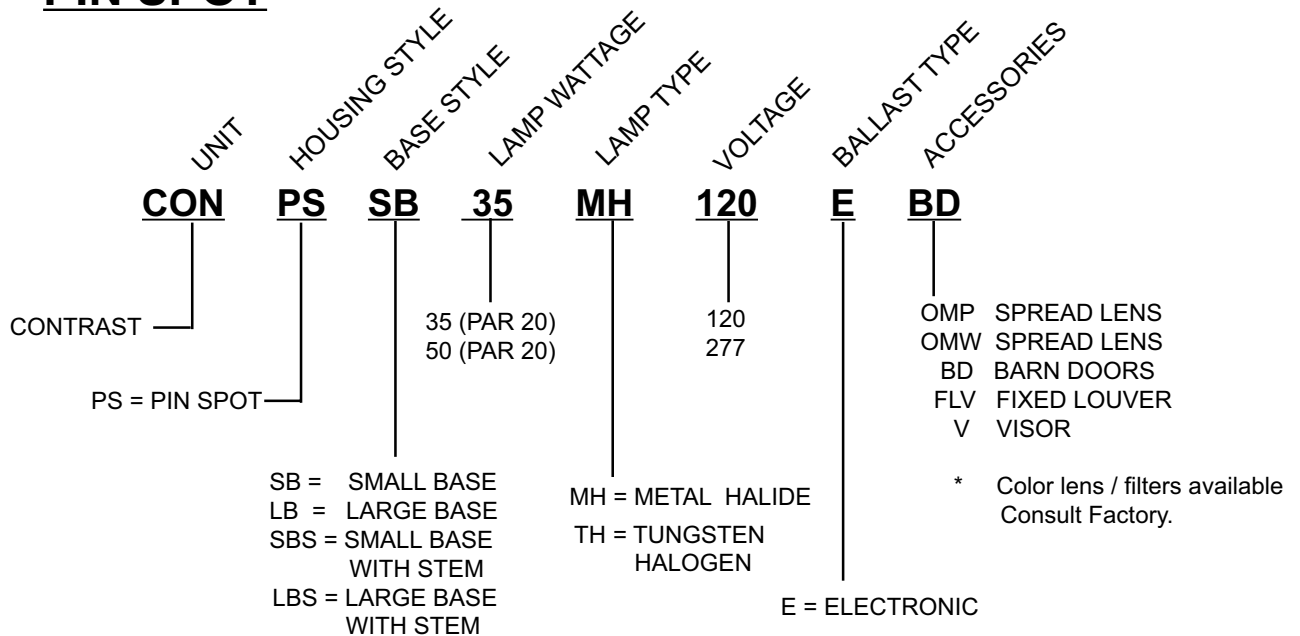 PIN SPOT
UNIT
HOUSING STYLE
BASE STYLE
LAMP WATTAGE
LAMP TYPE
VOLTAGE
BALLAST TYPE
ACCESSORIES
CON PS SB 35 MH 120 E BD
CONTRAST
PS = PIN SPOT
SB = SMALL BASE
LB = LARGE BASE
SBS = SMALL BASE
WITH STEM
LBS = LARGE BASE
WITH STEM
35 (PAR 20)
50 (PAR 20)
MH = METAL HALIDE
TH = TUNGSTEN
HALOGEN
120
277
E = ELECTRONIC
OMP SPREAD LENS
OMW SPREAD LENS
BD BARN DOORS
FLV FIXED LOUVER
V VISOR
* Color lens / filters available
Consult Factory.